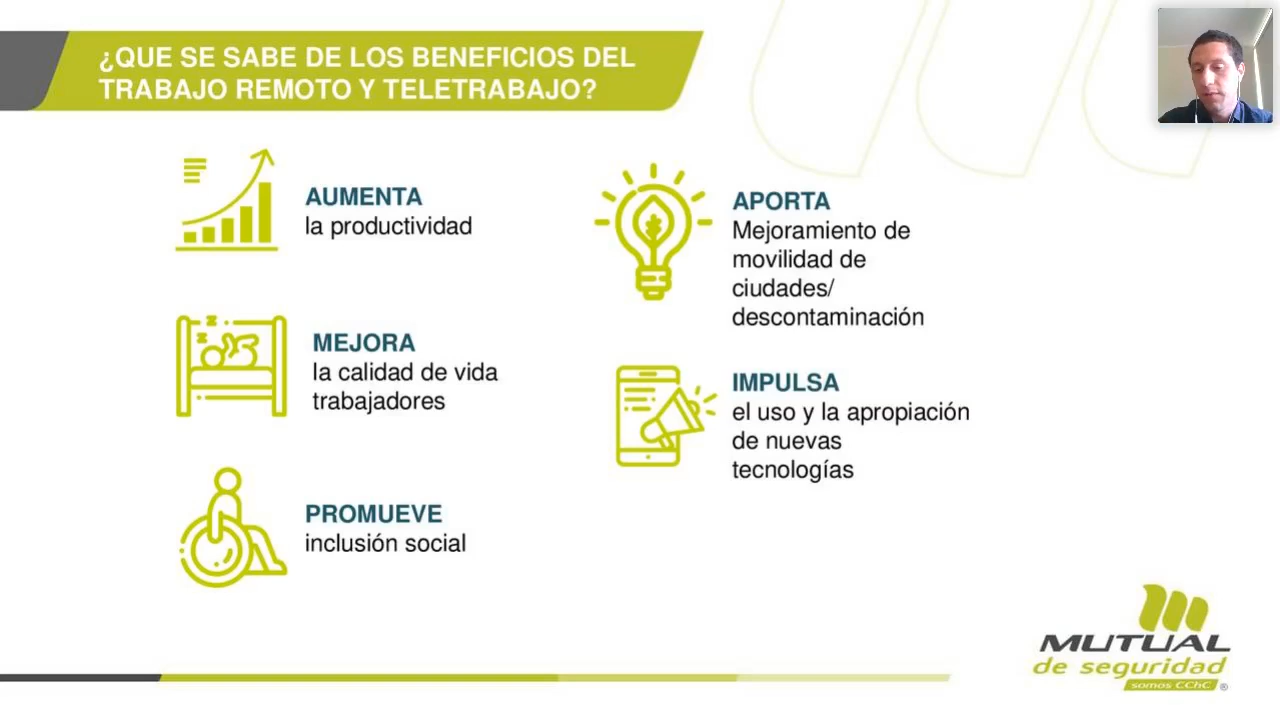 ¿QUE SE SABE DE LOS BENEFICIOS DEL
TRABAJO REMOTO Y TELETRABAJO?
AUMENTA
la productividad
MEJORA
la calidad de vida
trabajadores
PROMUEVE
inclusión social
APORTA
Mejoramiento de
movilidad de
ciudades/
descontaminación
IMPULSA
el uso y la apropiación
de nuevas
tecnologías
MUTUAL
de seguridad
somos CChC ®